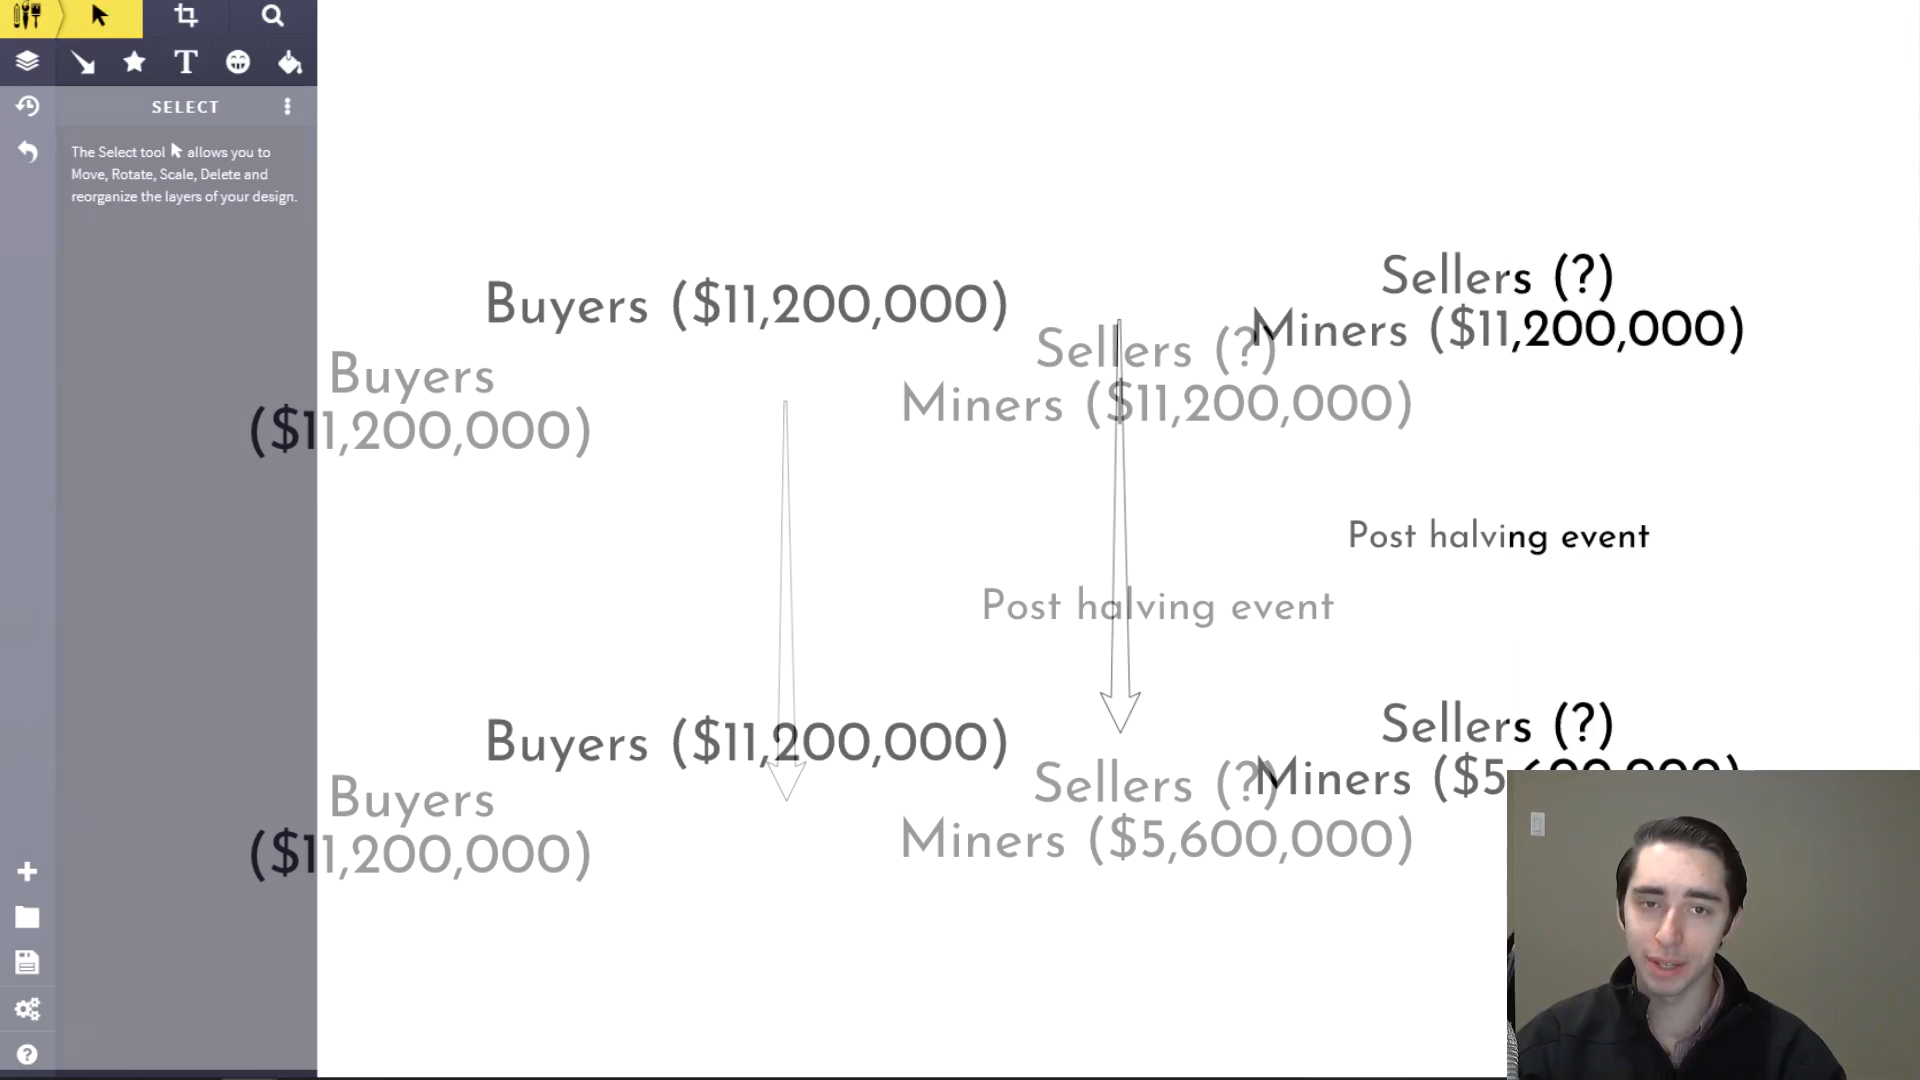 SELECT
The Select tool allows you to
Move, Rotate, Scale, Delete and
reorganize the layers of your design.
Sellers (?)
Buyers ($11,200,000)
Miners ($11,200,000)
Sellers (?)
Buyers
($11,200,000)
Miners ($11,200,000)
Post halving event
Post halving event
Sellers (?)
Buyers ($11,200,000)
Miners ($5,600,000)
Sellers (?)
Buyers
($11,200,000)
Miners ($5,600,000)